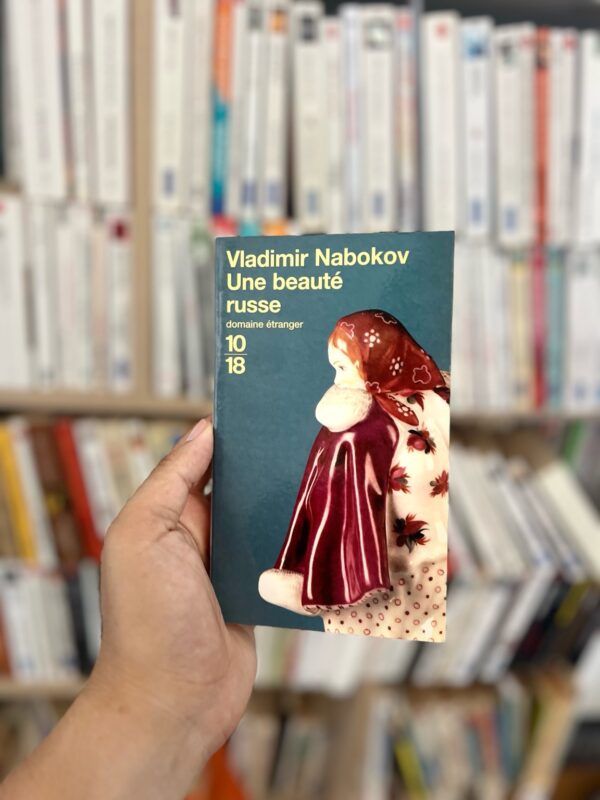 Vladimir Nabokov
Une beauté
russe
domaine étranger
10
18